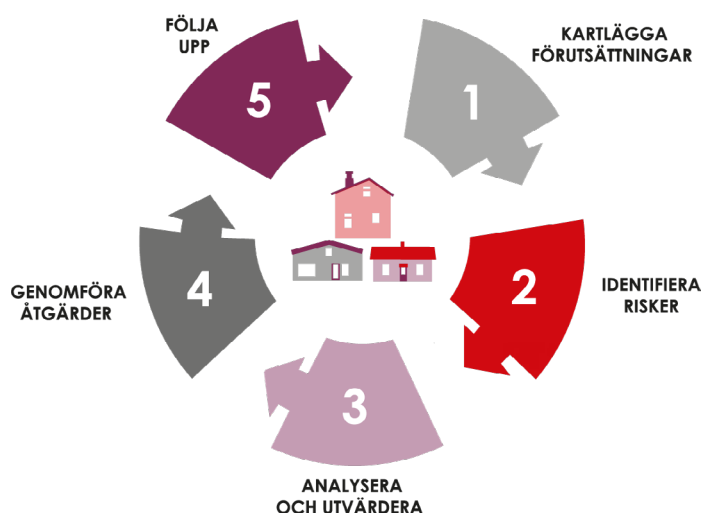 1
KARTLÄGGA
FÖRUTSÄTTNINGAR
2
IDENTIFIERA
RISKER
3
ANALYSERA
OCH UTVÄRDERA
4
GENOMFÖRA
ÅTGÄRDER
5
FÖLJA
UPP